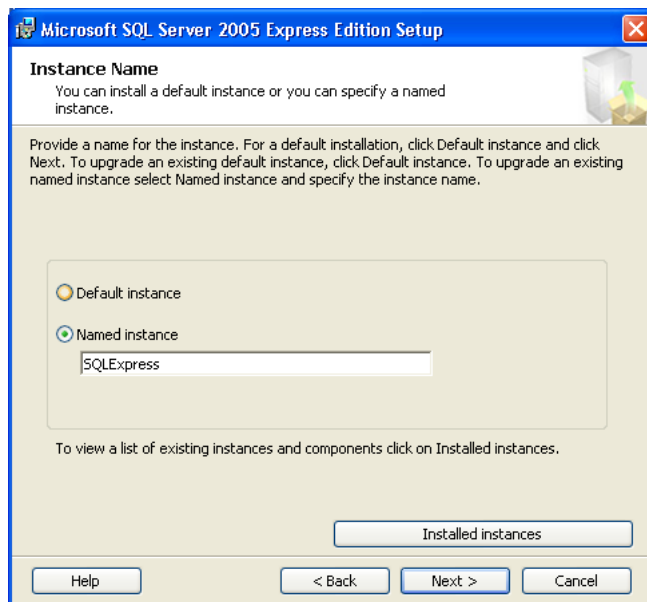 Microsoft SQL Server 2005 Express Edition Setup
Instance Name
You can install a default instance or you can specify a named
instance.
Provide a name for the instance. For a default installation, click Default instance and click
Next. To upgrade an existing default instance, click Default instance. To upgrade an existing
named instance select Named instance and specify the instance name.
Default instance
Named instance
SQLExpress
To view a list of existing instances and components click on Installed instances.
Installed instances
Help
< Back
Next >
Cancel